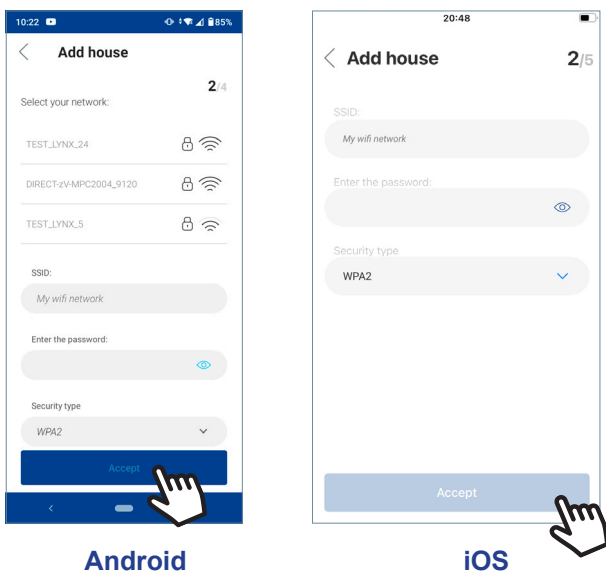 10:22 85%
Add house
2/4
Select your network:
TEST_LYNX_24
DIRECT-zV-MPC2004_9120
TEST_LYNX_5
SSID:
My wifi network
Enter the password:
Security type
WPA2
Accept
Android
20:48
Add house 2/5
SSID:
My wifi network
Enter the password:
Security type
WPA2
Accept
iOS